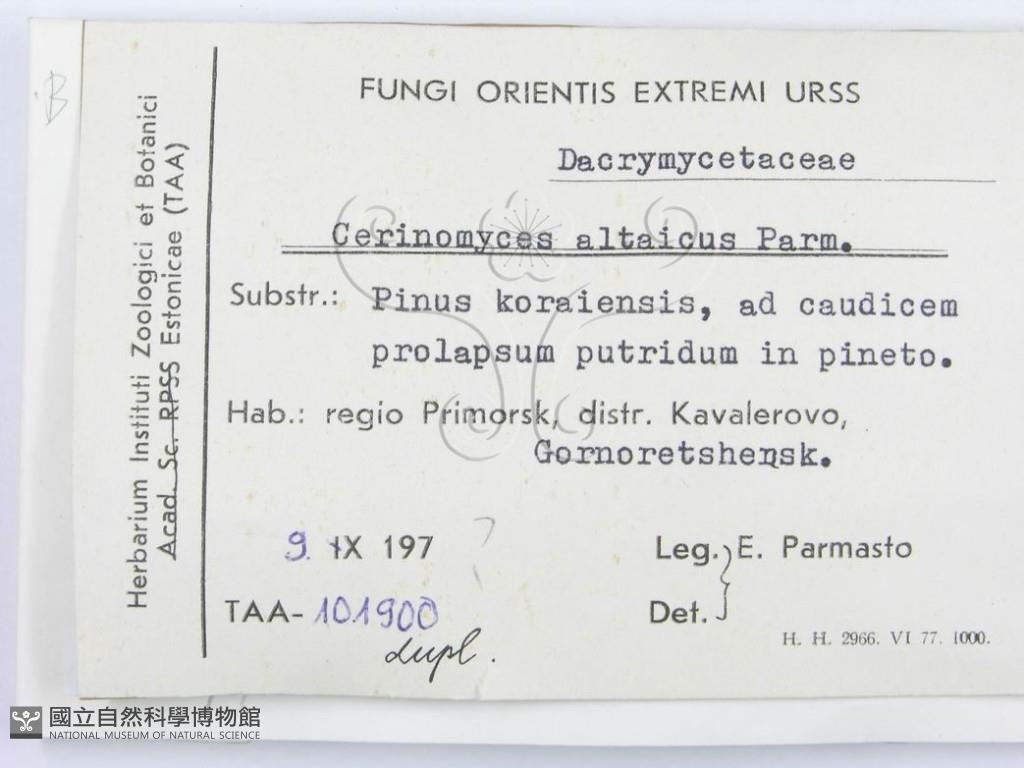 B
Herbarium Instituti Zoologici et Botanici
Acad. Sc. RPSS Estonicae (TAA)
FUNGI ORIENTIS EXTREMI URSS
Dacrymycetaceae
Cerinomyces altaicus Parm.
Substr.: Pinus koraiensis, ad caudicem
prolapsum putridum in pineto.
Hab.: regio Primorsk, distr. Kavalerovo,
Gornoretshensk.
9. IX 197
Leg. E. Parmasto
Det.
TAA- 101900
dupl.
H. H. 2966. VI 77. 1000.
國立自然科學博物館
NATIONAL MUSEUM OF NATURAL SCIENCE